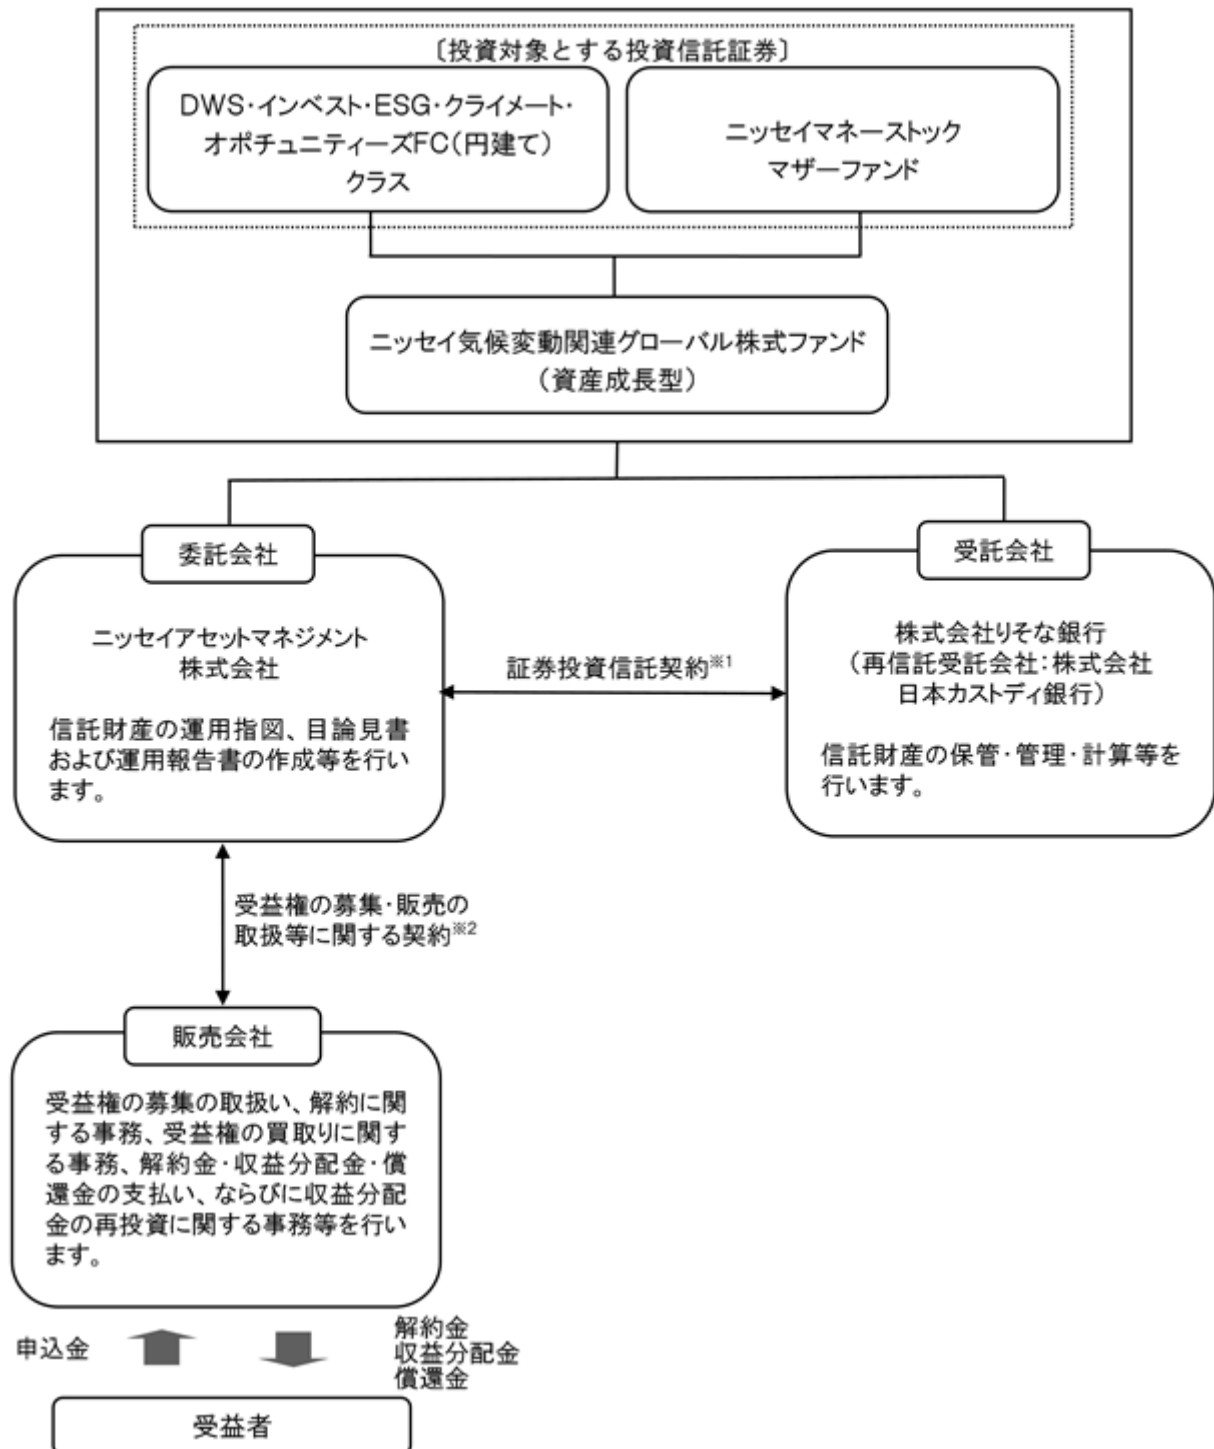 〔投資対象とする投資信託証券〕
DWS・インベスト・ESG・クライメート・
オポチュニティーズFC(円建て)
クラス
ニッセイマネーストック
マザーファンド
ニッセイ気候変動関連グローバル株式ファンド
(資産成長型)
委託会社
ニッセイアセットマネジメント
株式会社
信託財産の運用指図、目論見書
および運用報告書の作成等を行い
ます。
証券投資信託契約※1
受託会社
株式会社りそな銀行
(再信託受託会社:株式会社
日本カストディ銀行)
信託財産の保管・管理・計算等を
行います。
受益権の募集・販売の
取扱等に関する契約※2
販売会社
受益権の募集の取扱い、解約に関
する事務、受益権の買取りに関す
る事務、解約金・収益分配金・償
還金の支払い、ならびに収益分配
金の再投資に関する事務等を行い
ます。
申込金
解約金
収益分配金
償還金
受益者